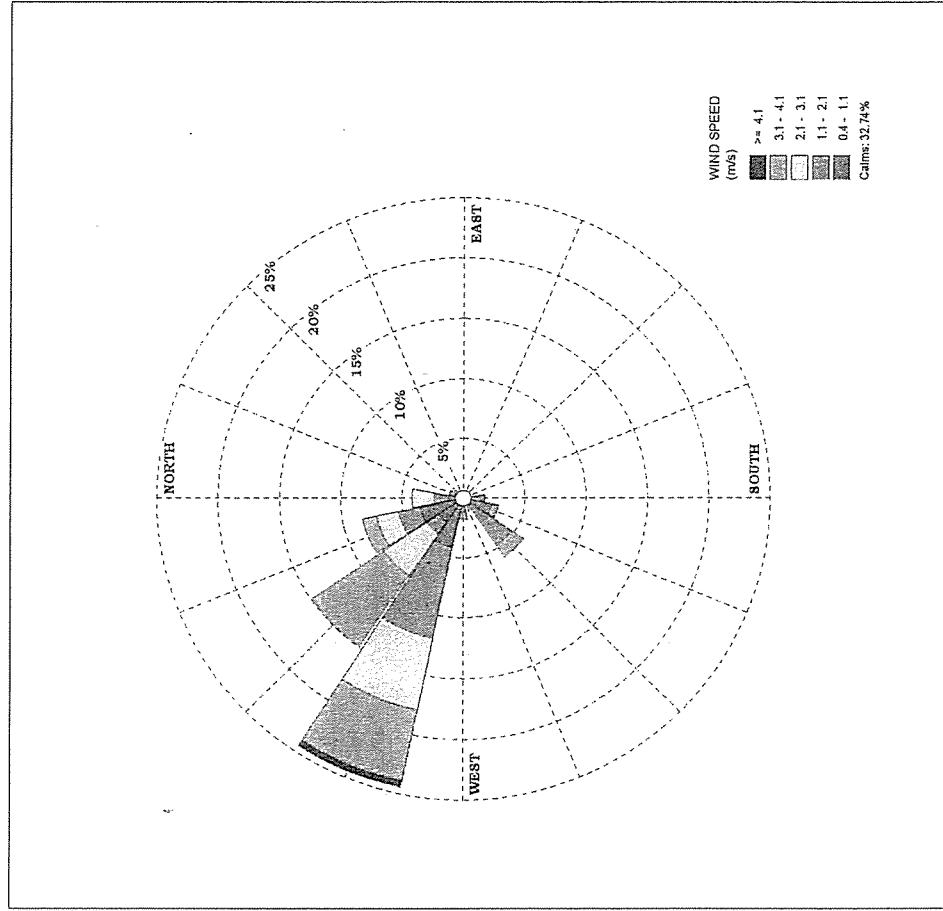 NORTH
25%
20%
15%
10%
5%
EAST
WEST
SOUTH
WIND SPEED
(m/s)
>= 4.1
3.1 - 4.1
2.1 - 3.1
1.1 - 2.1
0.4 - 1.1
Calms: 32.74%